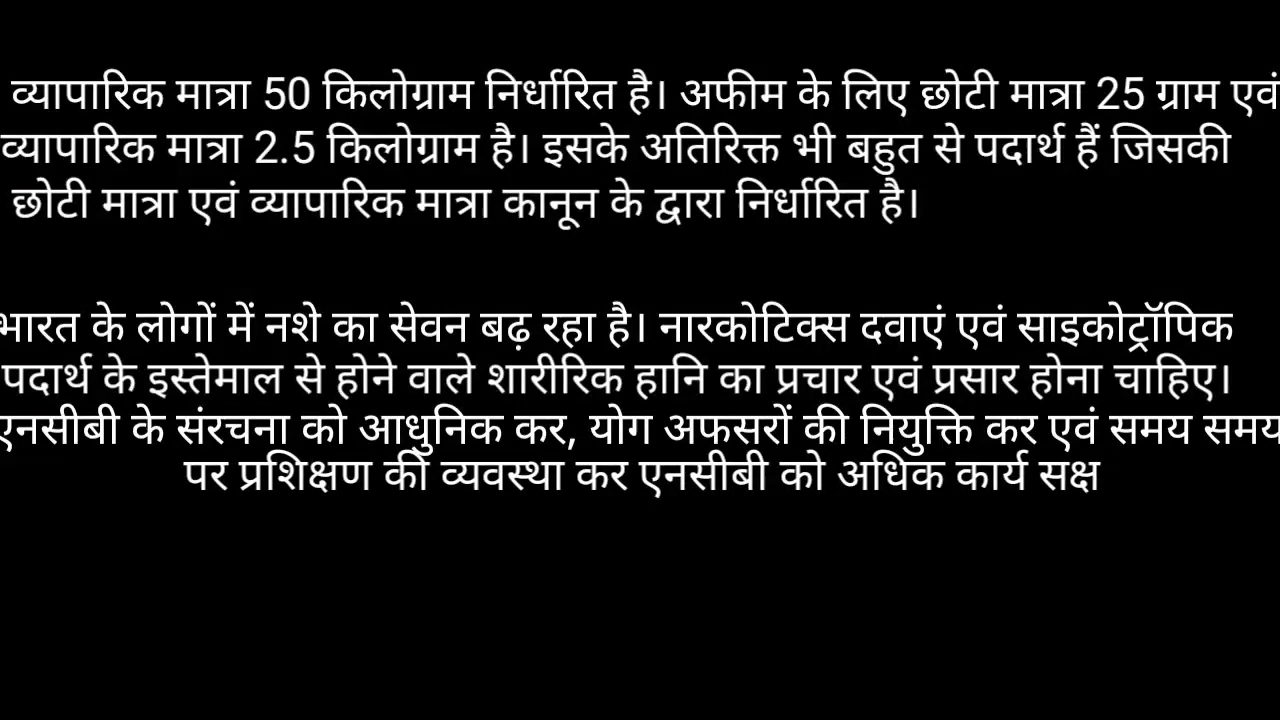 व्यापारिक मात्रा 50 किलोग्राम निर्धारित है। अफीम के लिए छोटी मात्रा 25 ग्राम एवं
व्यापारिक मात्रा 2.5 किलोग्राम है। इसके अतिरिक्त भी बहुत से पदार्थ हैं जिसकी
छोटी मात्रा एवं व्यापारिक मात्रा कानून के द्वारा निर्धारित है।
भारत के लोगों में नशे का सेवन बढ़ रहा है। नारकोटिक्स दवाएं एवं साइकोट्रॉपिक
पदार्थ के इस्तेमाल से होने वाले शारीरिक हानि का प्रचार एवं प्रसार होना चाहिए।
एनसीबी के संरचना को आधुनिक कर, योग अफसरों की नियुक्ति कर एवं समय समय
पर प्रशिक्षण की व्यवस्था कर एनसीबी को अधिक कार्य सक्ष